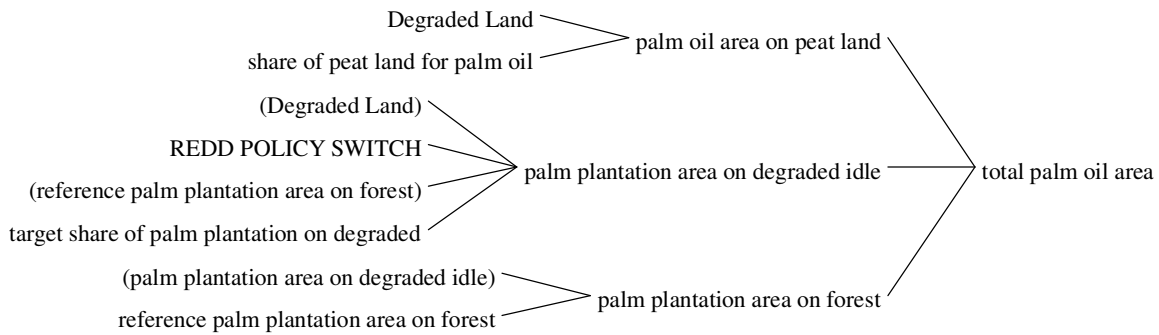 Degraded Land
share of peat land for palm oil
palm oil area on peat land
(Degraded Land)
REDD POLICY SWITCH
(reference palm plantation area on forest)
target share of palm plantation on degraded
palm plantation area on degraded idle
(palm plantation area on degraded idle)
reference palm plantation area on forest
palm plantation area on forest
total palm oil area